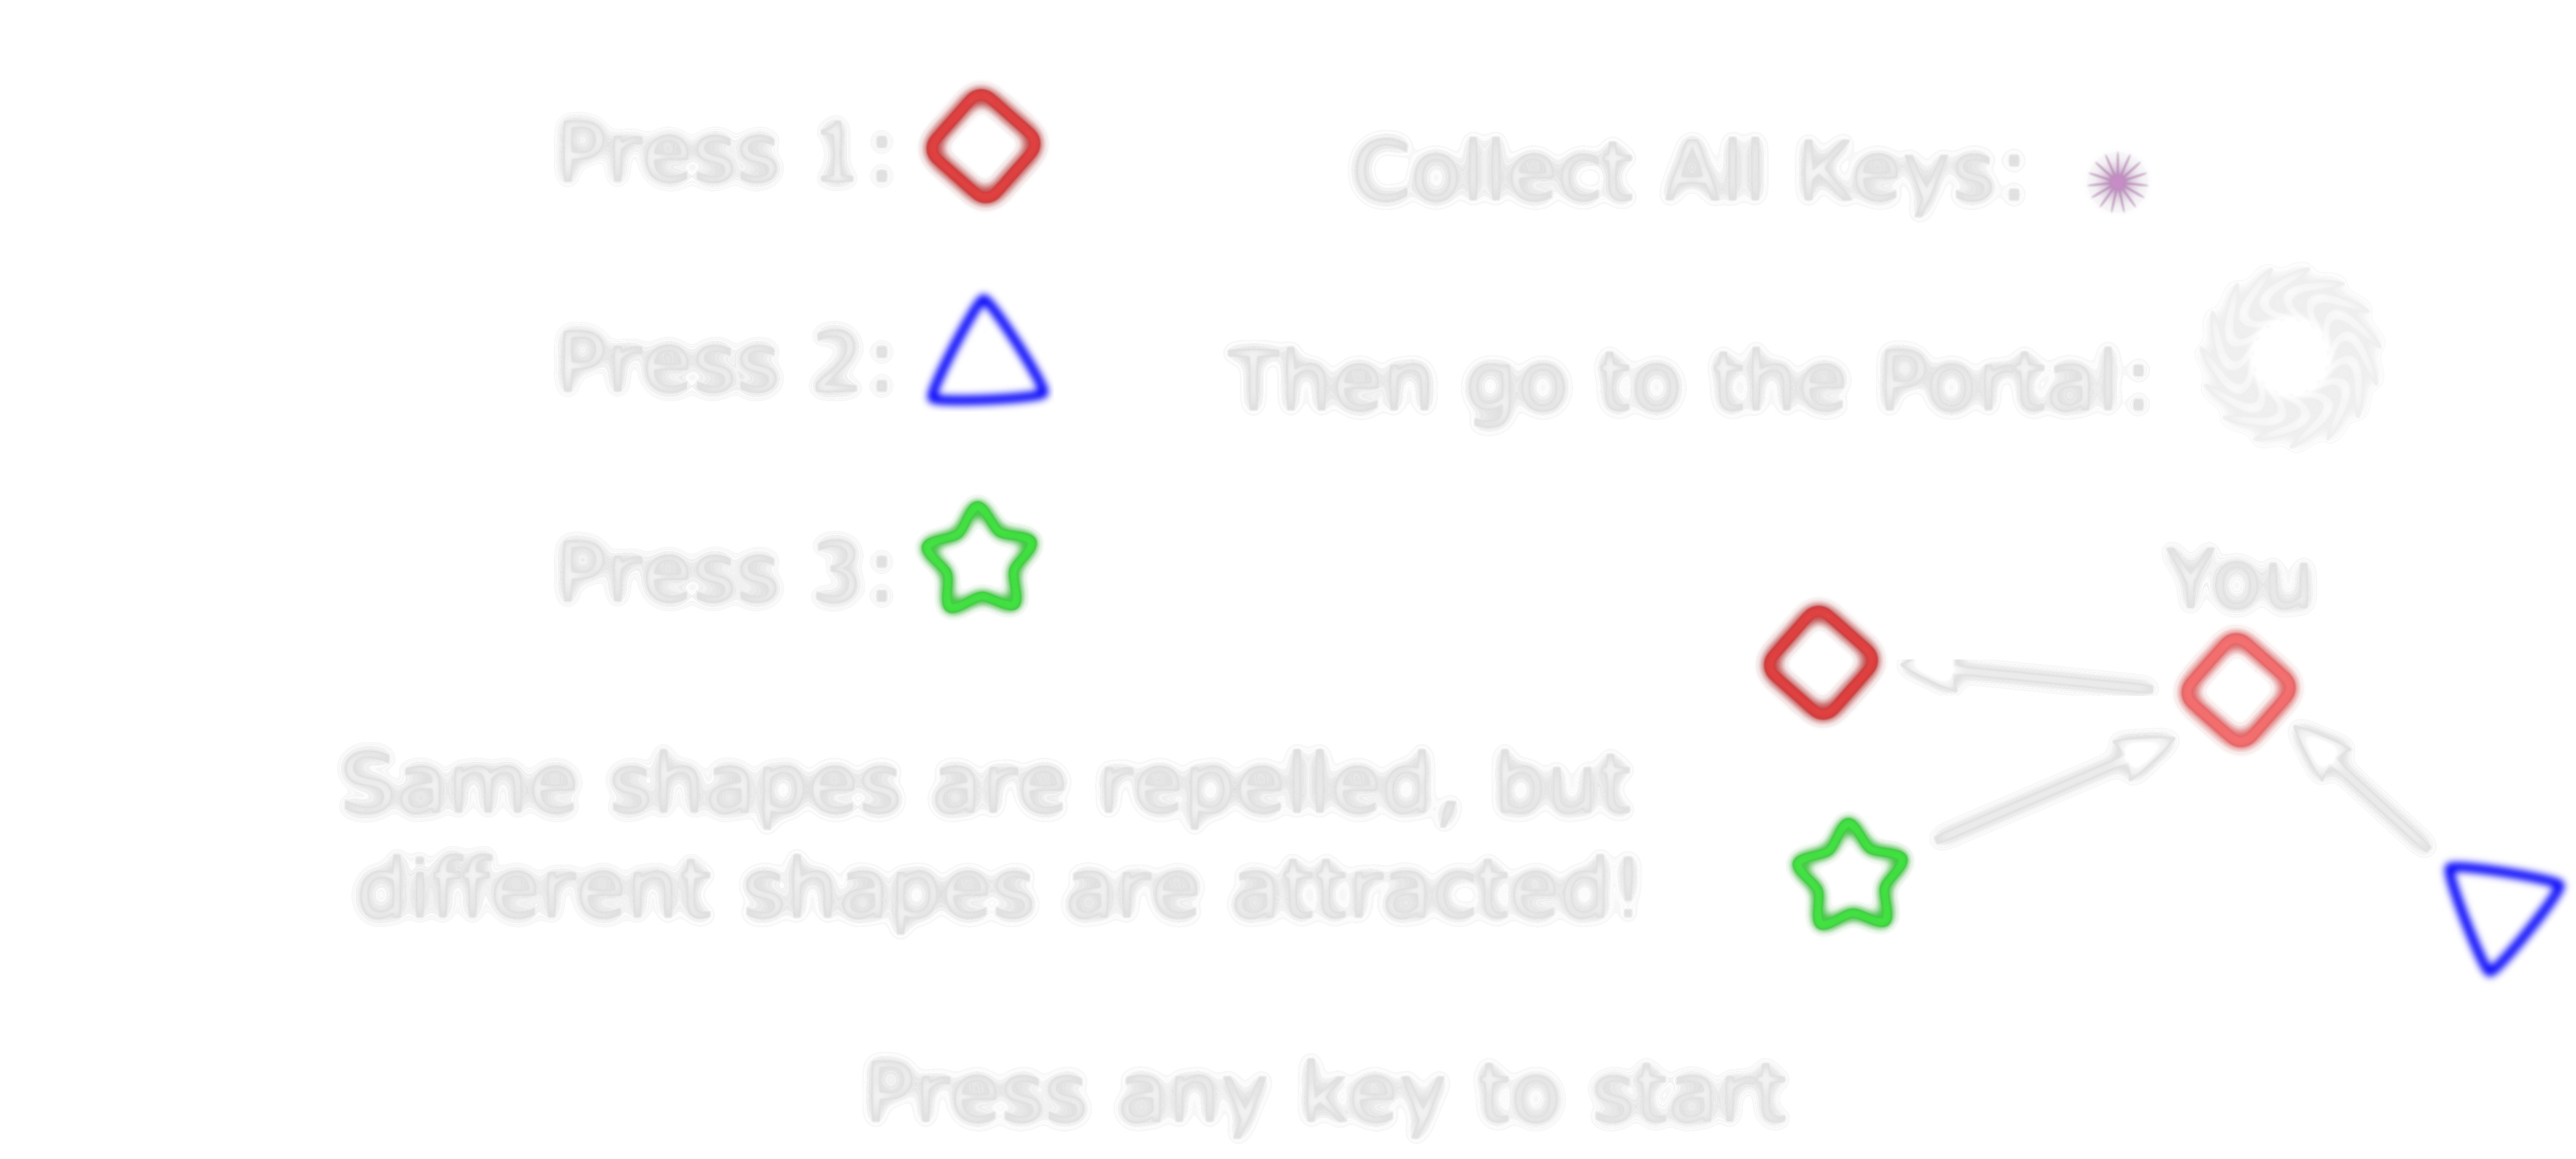 Press 1:
Collect All Keys:
Press 2:
Then go to the Portal:
Press 3:
You
Same shapes are repelled, but
different shapes are attracted!
Press any key to start